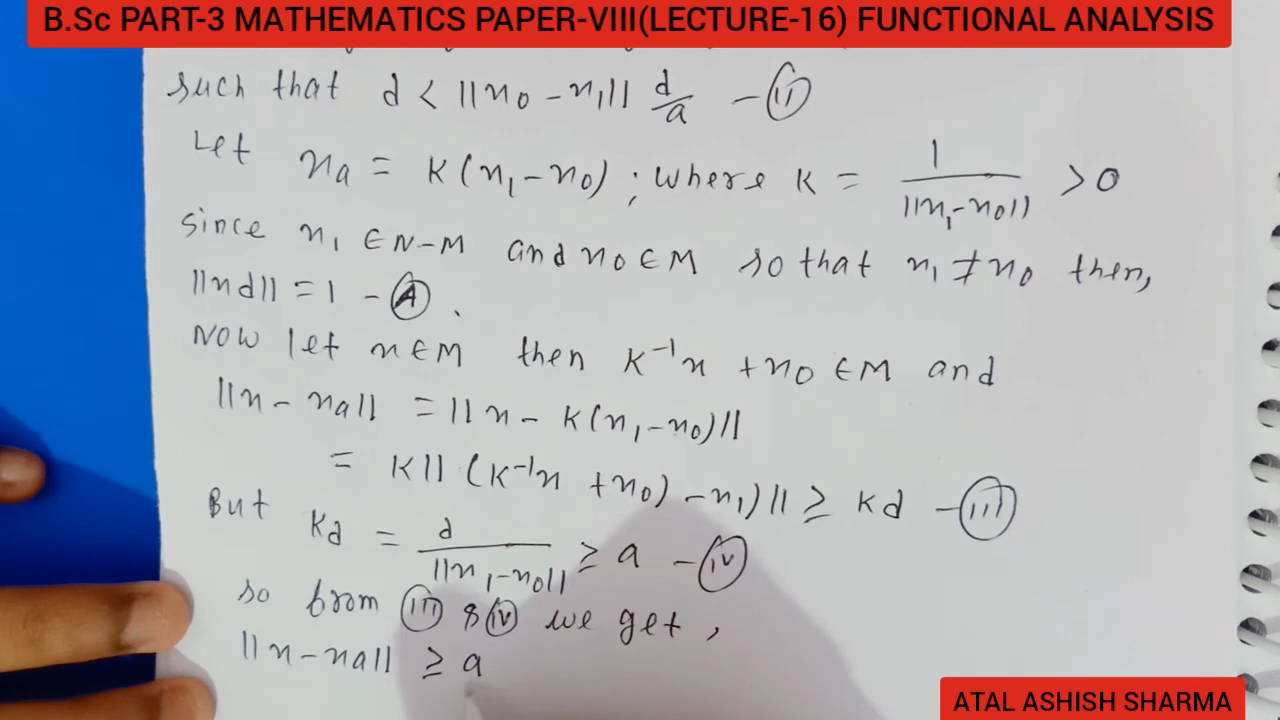 B.Sc PART-3 MATHEMATICS PAPER-VIII(LECTURE-16) FUNCTIONAL ANALYSIS
such that d < ||x0 - x1|| d/a - (ii)
Let xa = K(x1 - x0) ; where K = 1/||x1-x0|| > 0
since x1 ∈ N-M and x0 ∈ M so that x1 ≠ x0 then,
||xd|| = 1 - (A).
Now let x ∈ M then K⁻¹x + x0 ∈ M and
||x - xa|| = ||x - K(x1-x0)||
= K|| (K⁻¹x + x0) - x1)|| ≥ Kd - (iii)
But Kd = d/||x1-x0|| ≥ a - (iv)
so from (iii) & (iv) we get,
||x-xa|| ≥ a
ATAL ASHISH SHARMA